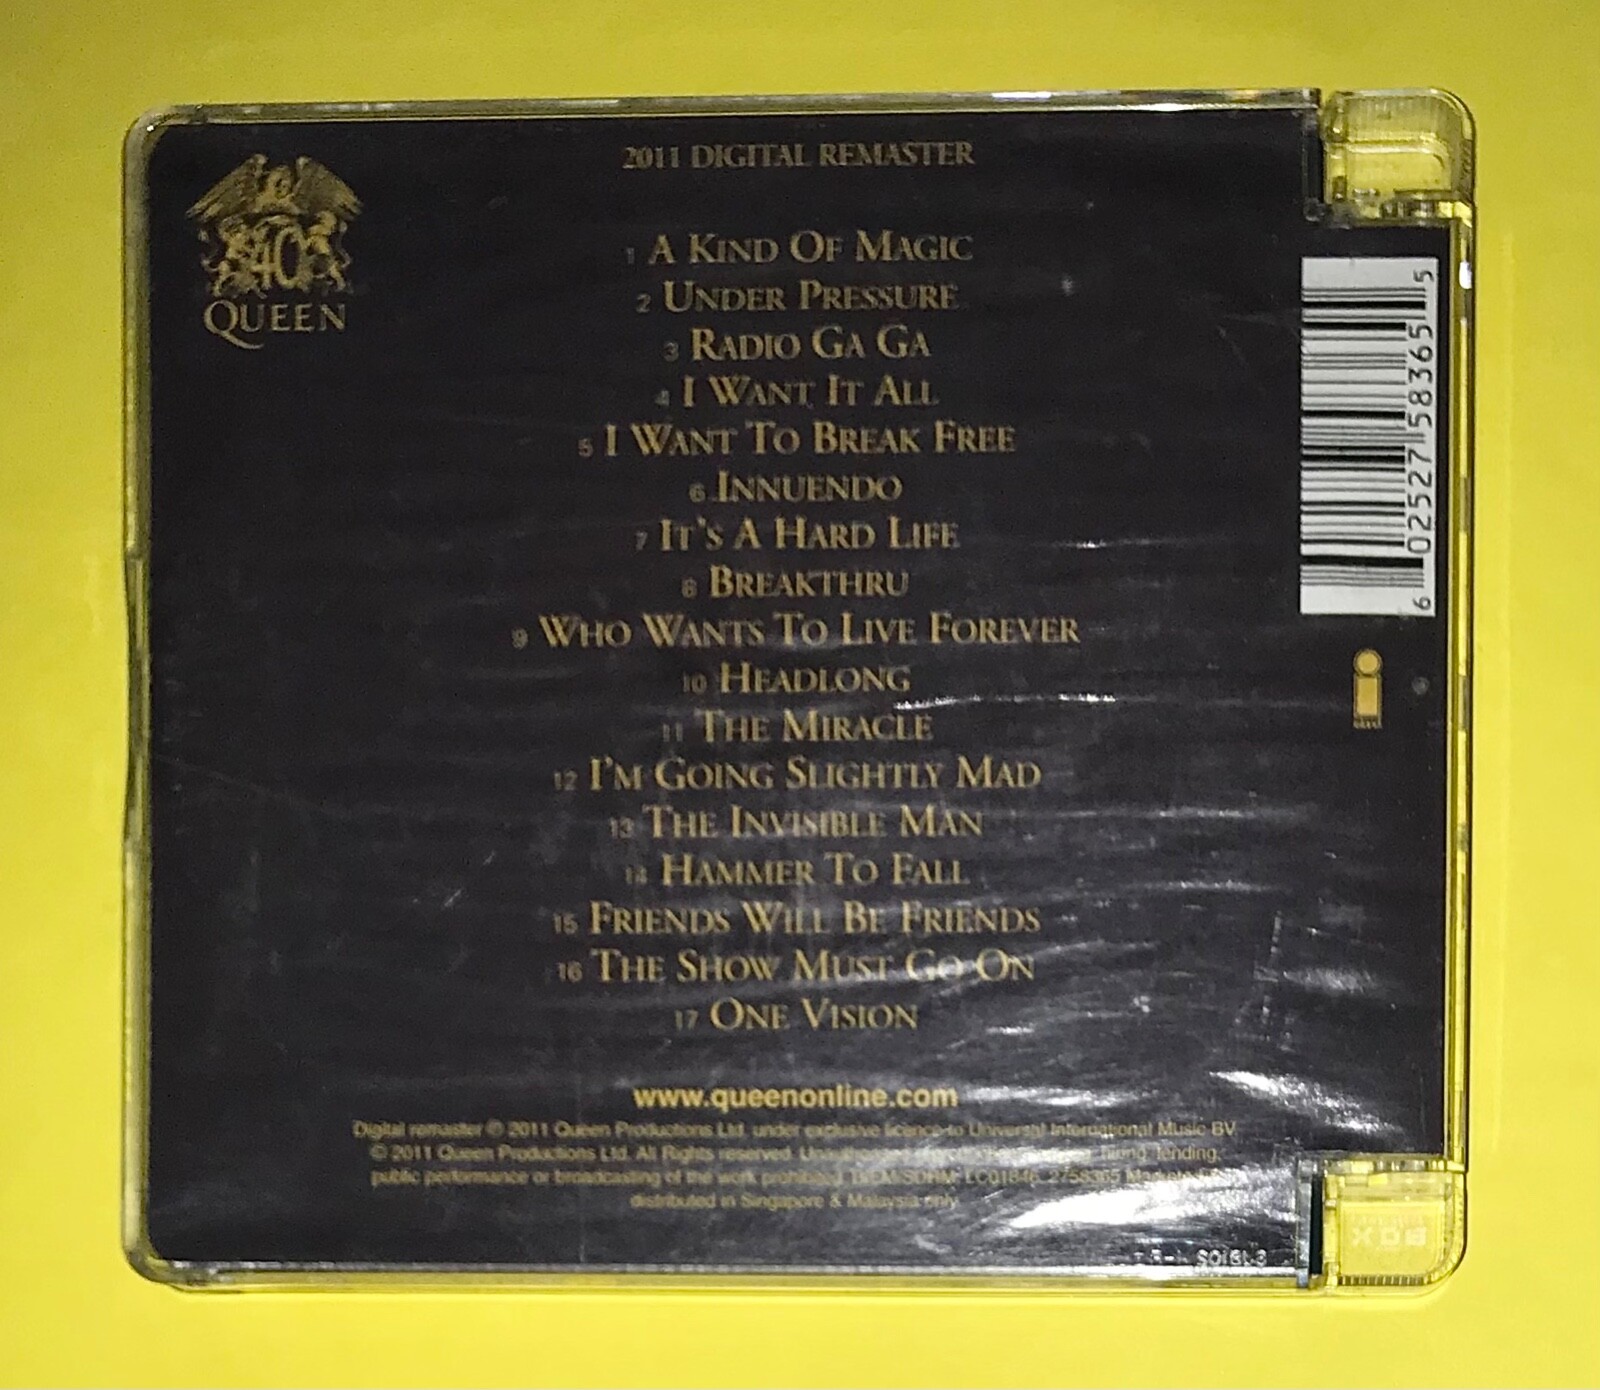 40
QUEEN
2011 DIGITAL REMASTER
1 A KIND OF MAGIC
2 UNDER PRESSURE
3 RADIO GA GA
4 I WANT IT ALL
5 I WANT TO BREAK FREE
6 INNUENDO
7 IT'S A HARD LIFE
8 BREAKTHRU
9 WHO WANTS TO LIVE FOREVER
10 HEADLONG
11 THE MIRACLE
12 I'M GOING SLIGHTLY MAD
13 THE INVISIBLE MAN
14 HAMMER TO FALL
15 FRIENDS WILL BE FRIENDS
16 THE SHOW MUST GO ON
17 ONE VISION
www.queenonline.com
Digital remaster © 2011 Queen Productions Ltd. under exclusive licence to Universal International Music BV
© 2011 Queen Productions Ltd. All Rights reserved. Unauthorised hiring, lending,
public performance or broadcasting of the work prohibited. LC01846 2758365
distributed in Singapore & Malaysia only
6 02527 58365 5